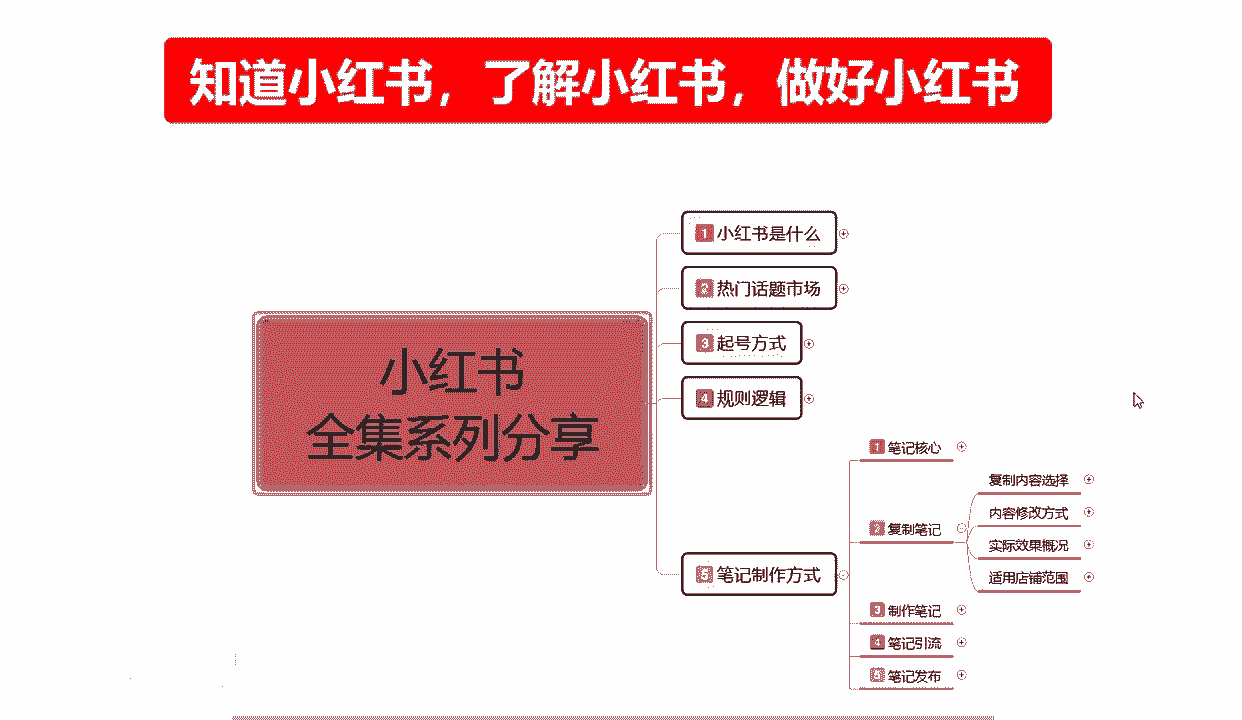 知道小红书，了解小红书，做好小红书
小红书
全集系列分享
1 小红书是什么
2 热门话题市场
3 起号方式
4 规则逻辑
5 笔记制作方式
1 笔记核心
2 复制笔记
复制内容选择
内容修改方式
实际效果概况
适用店铺范围
3 制作笔记
4 笔记引流
5 笔记发布